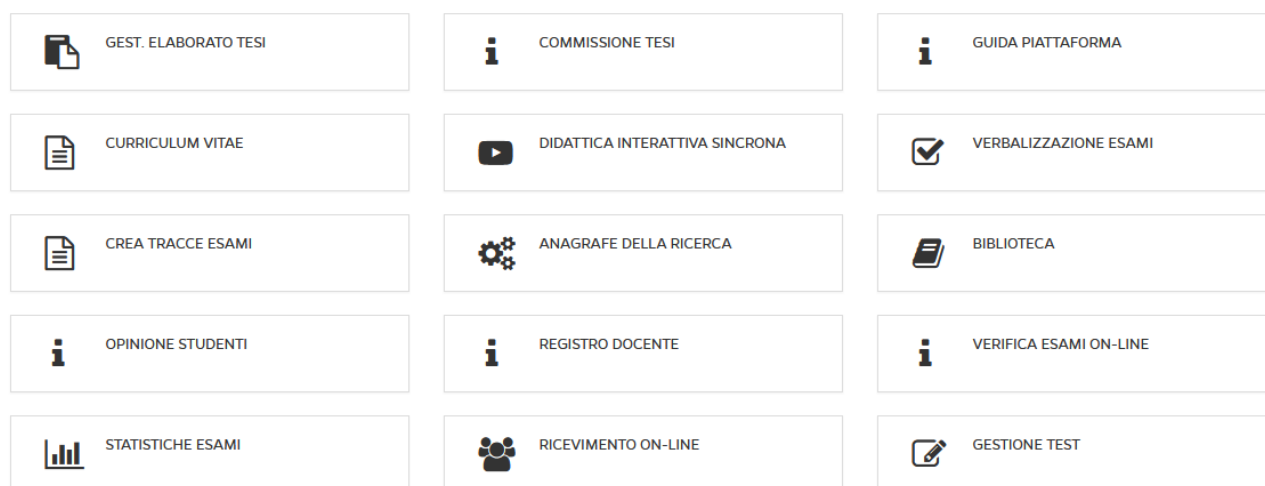 GEST. ELABORATO TESI
COMMISSIONE TESI
GUIDA PIATTAFORMA
CURRICULUM VITAE
DIDATTICA INTERATTIVA SINCRONA
VERBALIZZAZIONE ESAMI
CREA TRACCE ESAMI
ANAGRAFE DELLA RICERCA
BIBLIOTECA
OPINIONE STUDENTI
REGISTRO DOCENTE
VERIFICA ESAMI ON-LINE
STATISTICHE ESAMI
RICEVIMENTO ON-LINE
GESTIONE TEST